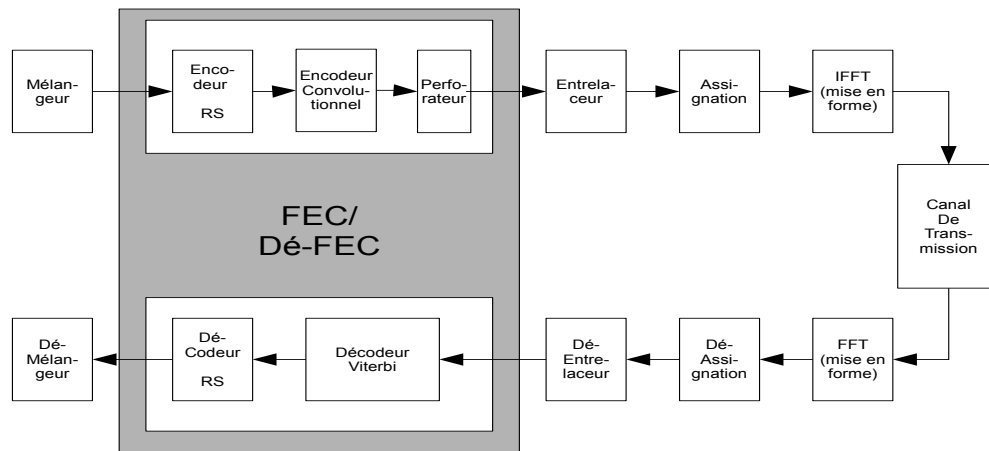 Mélan-
geur
Enco-
deur
RS
Encodeur
Convolu-
tionnel
Perfo-
rateur
Entrela-
ceur
Assi-
gnation
IFFT
(mise en
forme)
Canal
De
Trans-
mission
FEC/
Dé-FEC
Dé-
Mélan-
geur
Dé-
Codeur
RS
Décodeur
Viterbi
Dé-
Entre-
laceur
Dé-
Assi-
gnation
FFT
(mise en
forme)